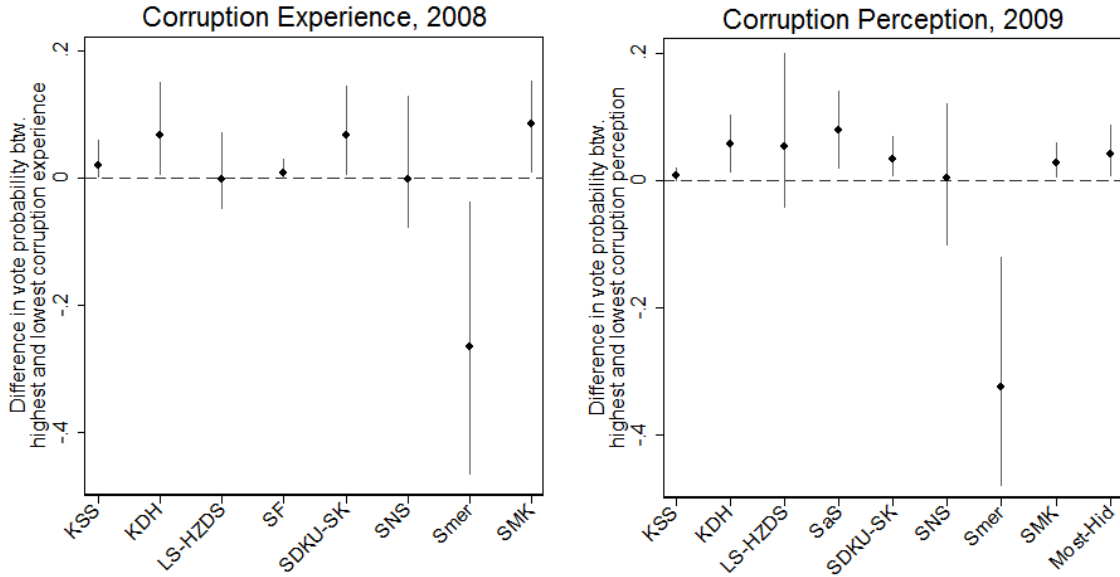 Corruption Experience, 2008
Difference in vote probability btw.
highest and lowest corruption experience
.2
0
-.2
-.4
KSS
KDH
LS-HZDS
SF
SDKU-SK
SNS
Smer
SMK
Corruption Perception, 2009
Difference in vote probability btw.
highest and lowest corruption perception
.2
0
-.2
-.4
KSS
KDH
LS-HZDS
SaS
SDKU-SK
SNS
Smer
SMK
Most-Hid